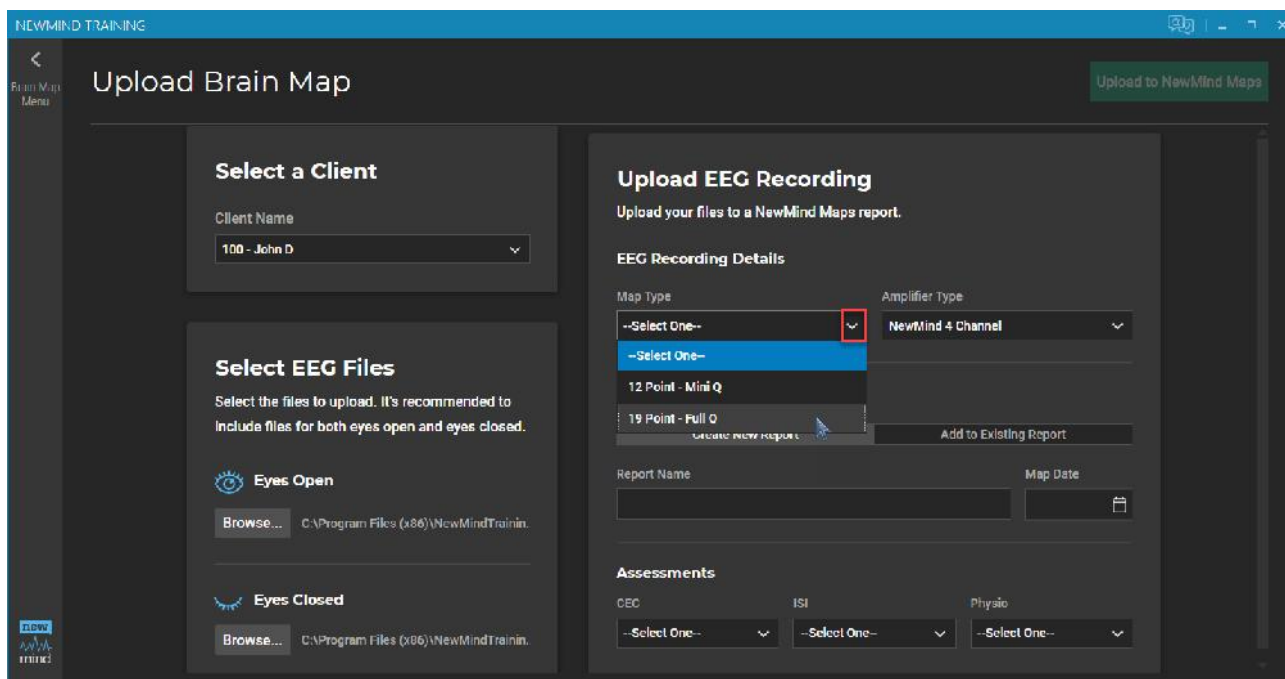 NEWMIND TRAINING
Brain Map
Menu
Upload Brain Map
Upload to NewMind Maps
Select a Client
Client Name
100 - John D
Select EEG Files
Select the files to upload. It's recommended to
include files for both eyes open and eyes closed.
Eyes Open
Browse... C:\Program Files (x86)\NewMindTrainin.
Eyes Closed
Browse... C:\Program Files (x86)\NewMindTrainin.
Upload EEG Recording
Upload your files to a NewMind Maps report.
EEG Recording Details
Map Type Amplifier Type
--Select One-- NewMind 4 Channel
--Select One--
12 Point - Mini Q
19 Point - Full Q
Create New Report Add to Existing Report
Report Name Map Date
Assessments
CEC ISI Physio
--Select One-- --Select One-- --Select One--
new
mind